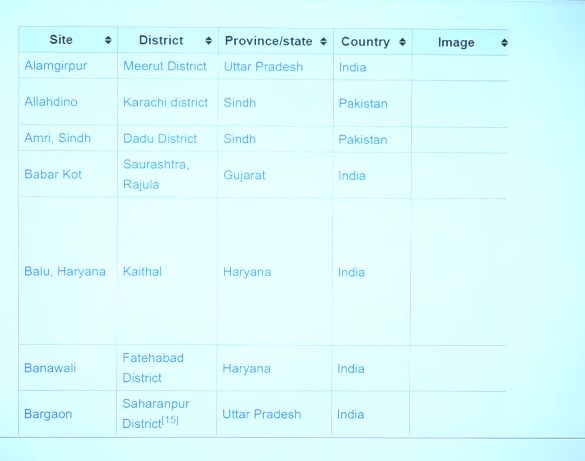 Site District Province/state Country Image
Alamgirpur Meerut District Uttar Pradesh India
Allahdino Karachi district Sindh Pakistan
Amri, Sindh Dadu District Sindh Pakistan
Babar Kot Saurashtra, Rajula Gujarat India
Balu, Haryana Kaithal Haryana India
Banawali Fatehabad District Haryana India
Bargaon Saharanpur District[15] Uttar Pradesh India